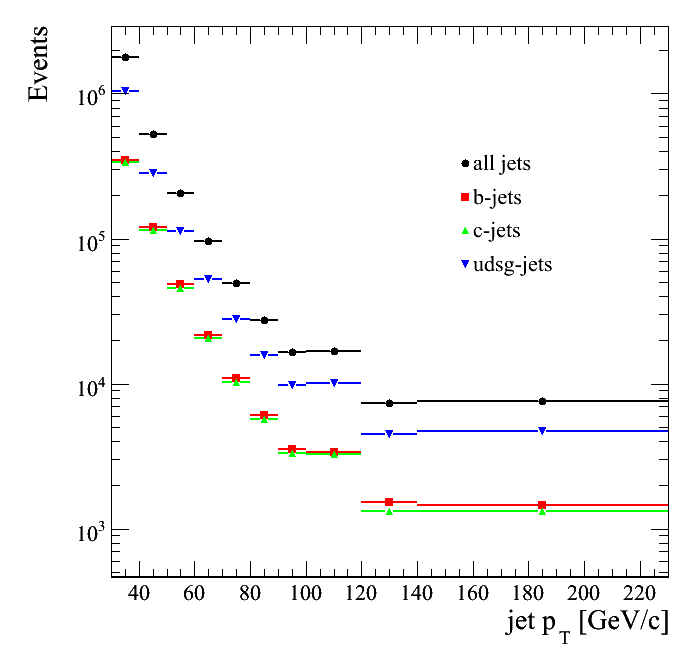 Events
10^6
10^5
10^4
10^3
all jets
b-jets
c-jets
udsg-jets
40 60 80 100 120 140 160 180 200 220
jet p_T [GeV/c]